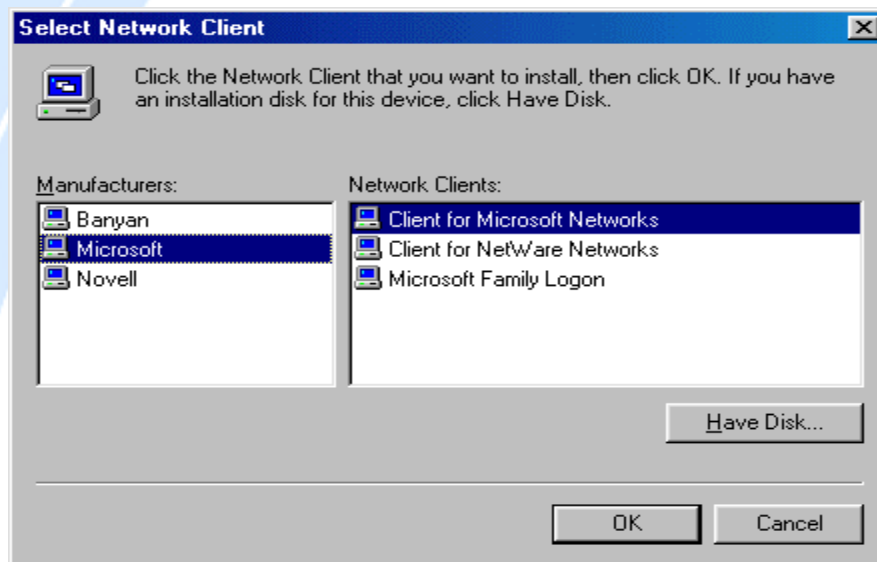 Select Network Client
Click the Network Client that you want to install, then click OK. If you have
an installation disk for this device, click Have Disk.
Manufacturers:
Banyan
Microsoft
Novell
Network Clients:
Client for Microsoft Networks
Client for NetWare Networks
Microsoft Family Logon
Have Disk...
OK
Cancel